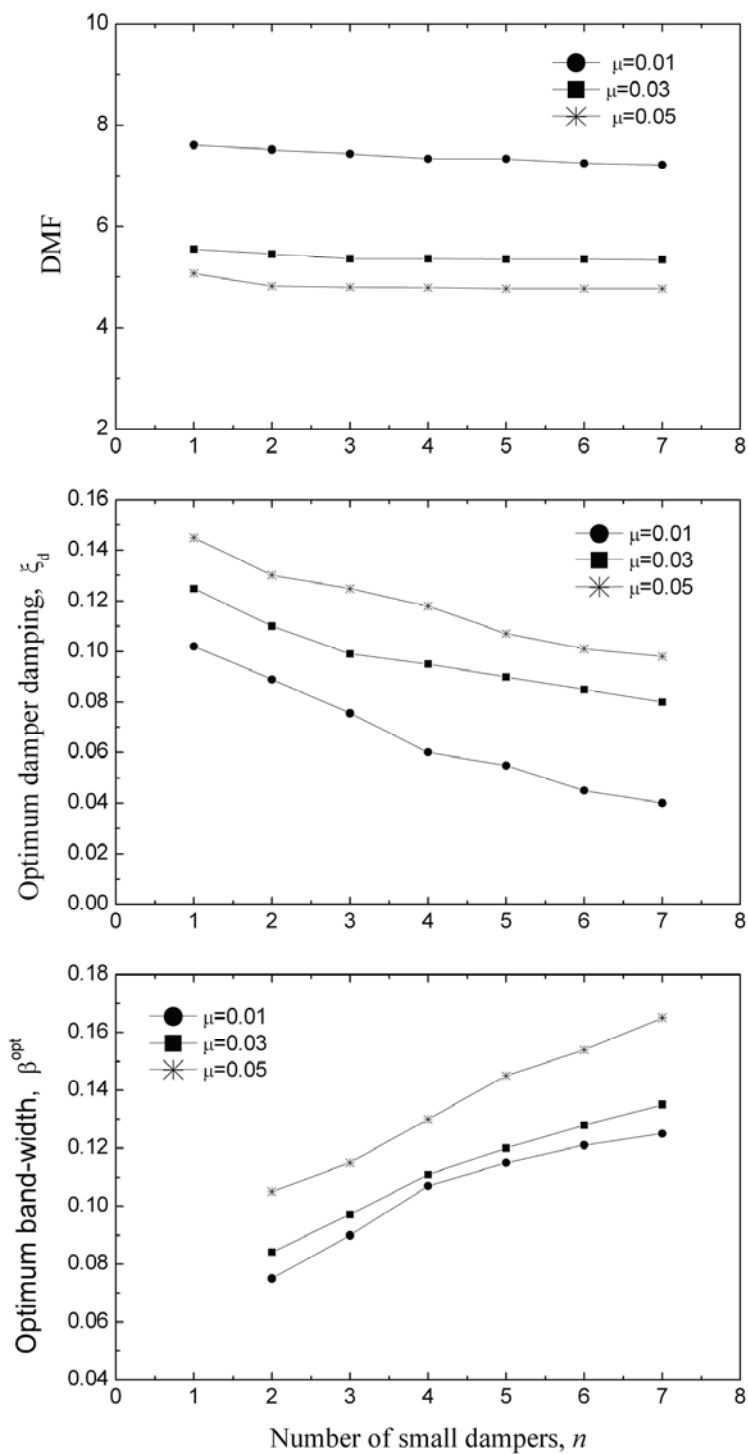 10
8
6
4
2
DMF
μ=0.01
μ=0.03
μ=0.05
0 1 2 3 4 5 6 7 8
0.16
0.14
0.12
0.10
0.08
0.06
0.04
0.02
0.00
Optimum damper damping, ξd
μ=0.01
μ=0.03
μ=0.05
0 1 2 3 4 5 6 7 8
0.18
0.16
0.14
0.12
0.10
0.08
0.06
0.04
Optimum band-width, βopt
μ=0.01
μ=0.03
μ=0.05
0 1 2 3 4 5 6 7 8
Number of small dampers, n